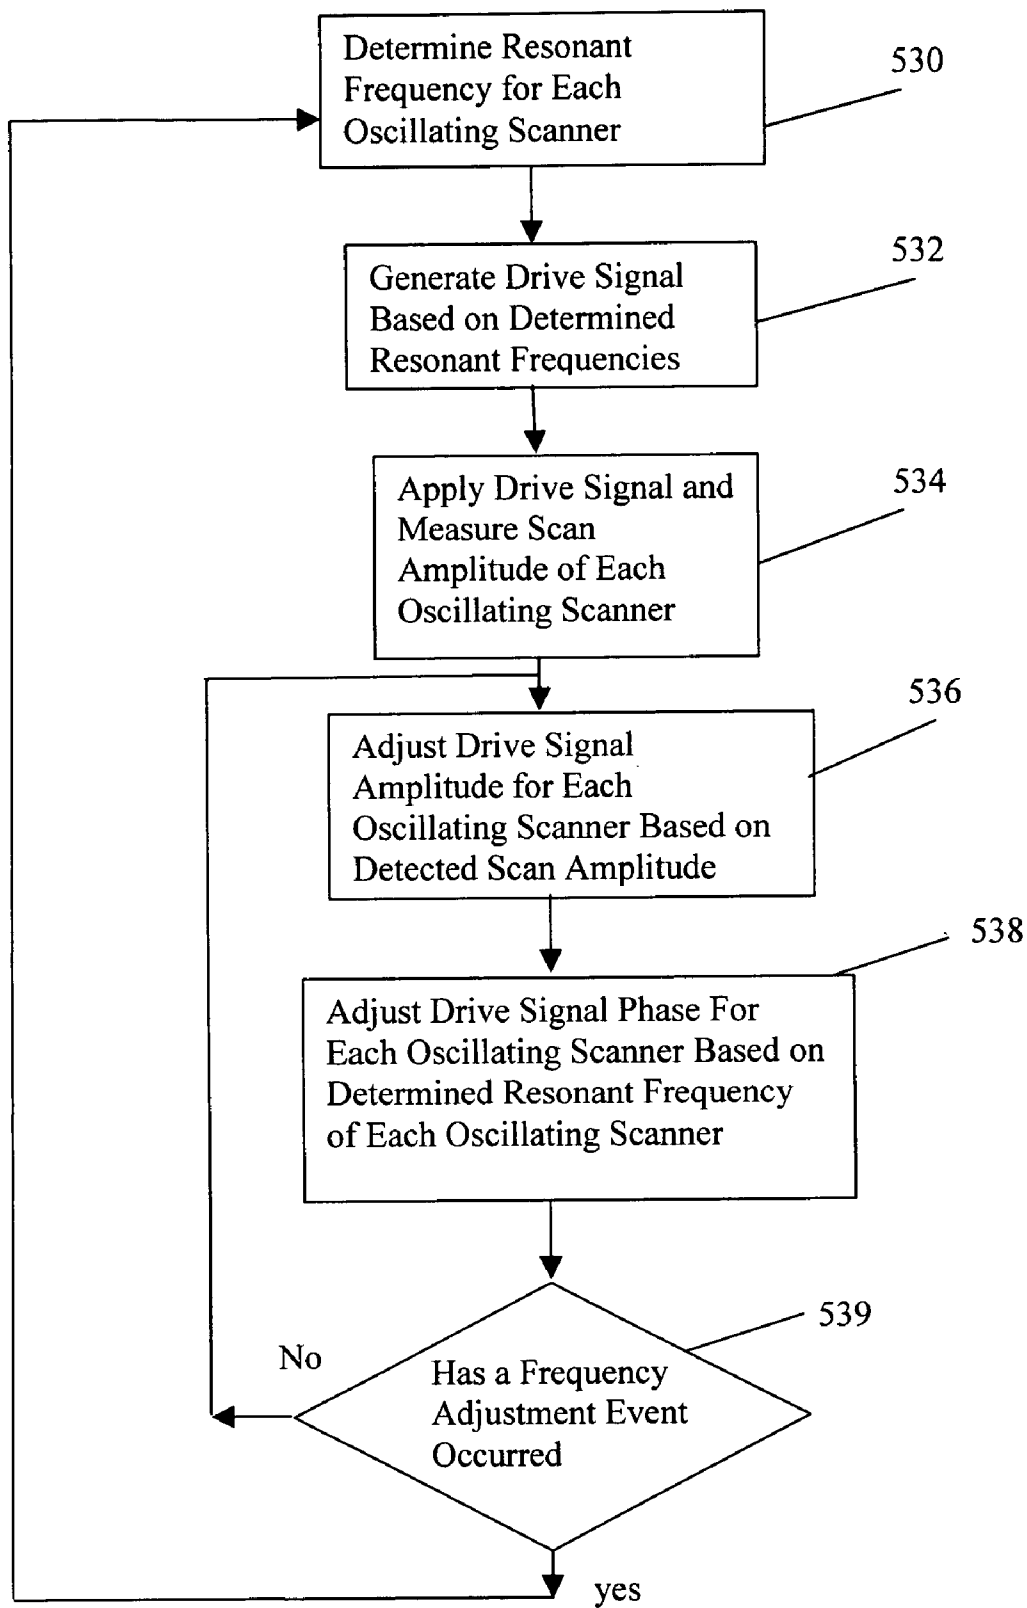 Determine Resonant
Frequency for Each
Oscillating Scanner
530
Generate Drive Signal
Based on Determined
Resonant Frequencies
532
Apply Drive Signal and
Measure Scan
Amplitude of Each
Oscillating Scanner
534
Adjust Drive Signal
Amplitude for Each
Oscillating Scanner Based on
Detected Scan Amplitude
536
Adjust Drive Signal Phase For
Each Oscillating Scanner Based on
Determined Resonant Frequency
of Each Oscillating Scanner
538
Has a Frequency
Adjustment Event
Occurred
539
No
yes